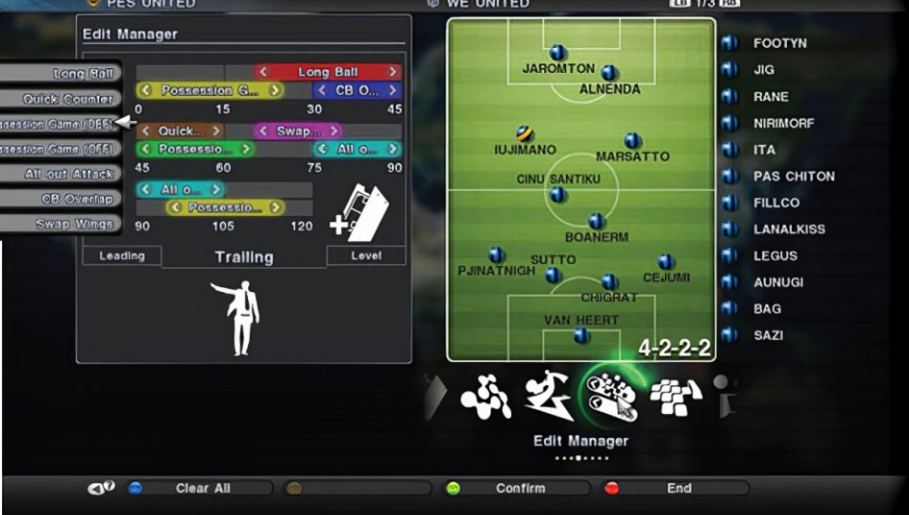 PES UNITED
WE UNITED
LB 1/3 RB
Edit Manager
Long Ball
Quick Counter
ssession Game (DEF)
ssession Game (OFF)
All out Attack
CB Overlap
Swap Wings
Long Ball
Possession G...
CB O...
0 15 30 45
Quick...
Swap...
Possessio...
All o...
45 60 75 90
All o...
Possessio...
90 105 120
Leading
Trailing
Level
JAROMTON
ALNENDA
IUJIMANO
MARSATTO
CINU SANTIKU
BOANERM
PJINATNIGH
SUTTO
CEJUMI
CHIGRAT
VAN HEERT
4-2-2-2
FOOTYN
JIG
RANE
NIRIMORF
ITA
PAS CHITON
FILLCO
LANALKISS
LEGUS
AUNUGI
BAG
SAZI
Edit Manager
Clear All
Confirm
End